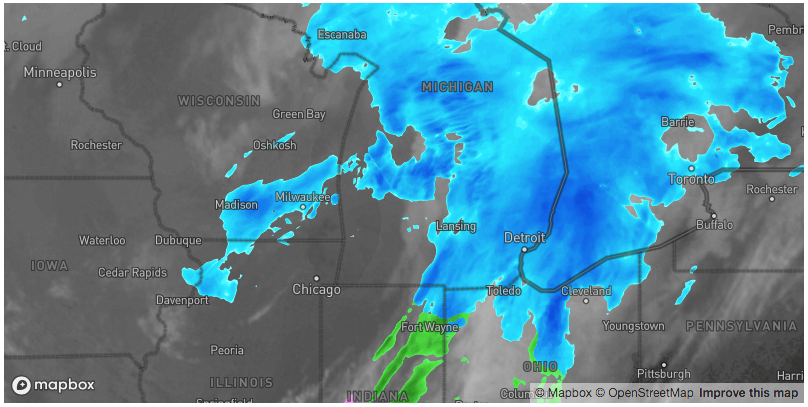 Escanaba
Pembr
t. Cloud
Minneapolis
MICHIGAN
WISCONSIN
Green Bay
Barrie
Rochester
Oshkosh
Toronto
Rochester
Madison
Milwaukee
Lansing
Buffalo
Waterloo
Dubuque
Detroit
IOWA
Cedar Rapids
Chicago
Toledo
Cleveland
Davenport
Fort Wayne
Youngstown
PENNSYLVANIA
Peoria
OHIO
Pittsburgh
Harri
mapbox
ILLINOIS
INDIANA
Colum
© Mapbox © OpenStreetMap Improve this map
Springfield